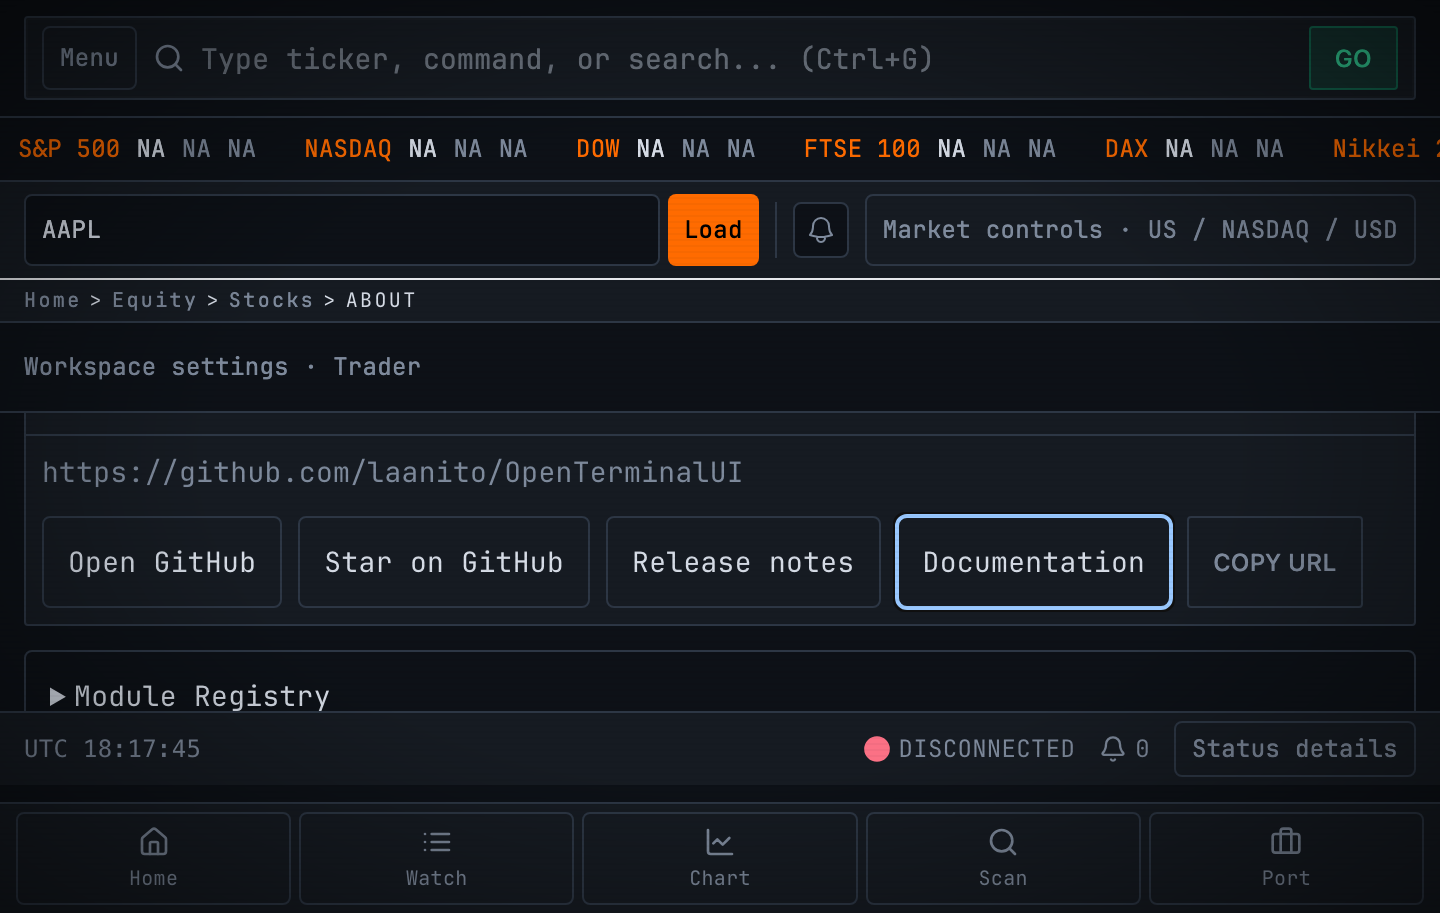 Menu Type ticker, command, or search... (Ctrl+G) GO
S&P 500 NA NA NA NASDAQ NA NA NA DOW NA NA NA FTSE 100 NA NA NA DAX NA NA NA Nikkei
AAPL Load Market controls · US / NASDAQ / USD
Home > Equity > Stocks > ABOUT
Workspace settings · Trader
https://github.com/laanito/OpenTerminalUI
Open GitHub Star on GitHub Release notes Documentation COPY URL
Module Registry
UTC 18:17:45 DISCONNECTED 0 Status details
Home Watch Chart Scan Port